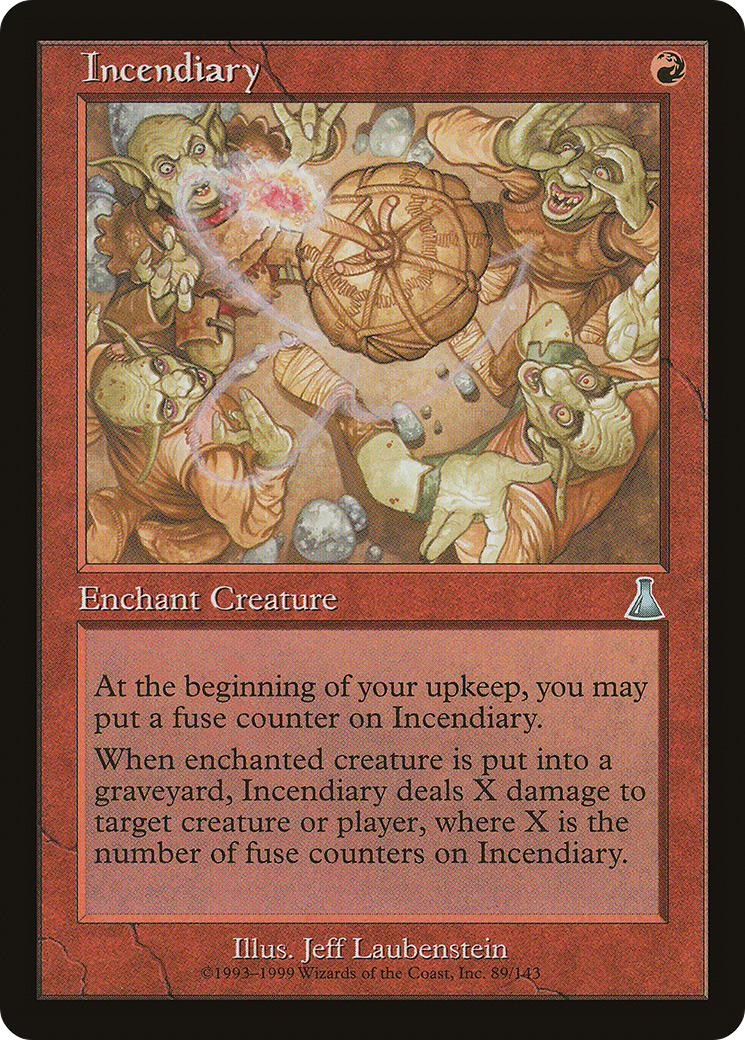 Incendiary
Enchant Creature
At the beginning of your upkeep, you may
put a fuse counter on Incendiary.
When enchanted creature is put into a
graveyard, Incendiary deals X damage to
target creature or player, where X is the
number of fuse counters on Incendiary.
Illus. Jeff Laubenstein
©1993–1999 Wizards of the Coast, Inc. 89/143